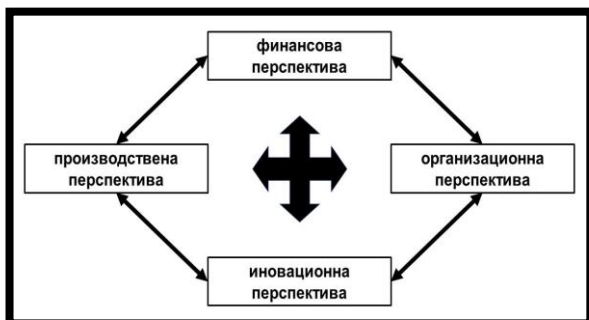 финансова
перспектива
производствена
перспектива
организационна
перспектива
иновационна
перспектива